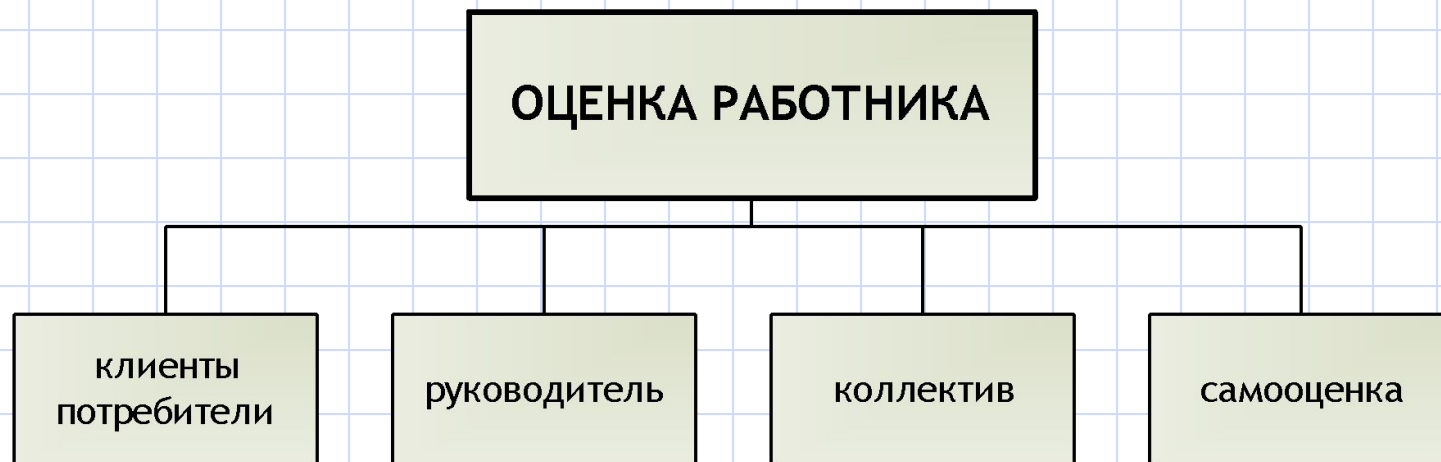 ОЦЕНКА РАБОТНИКА
клиенты
потребители
руководитель
коллектив
самооценка